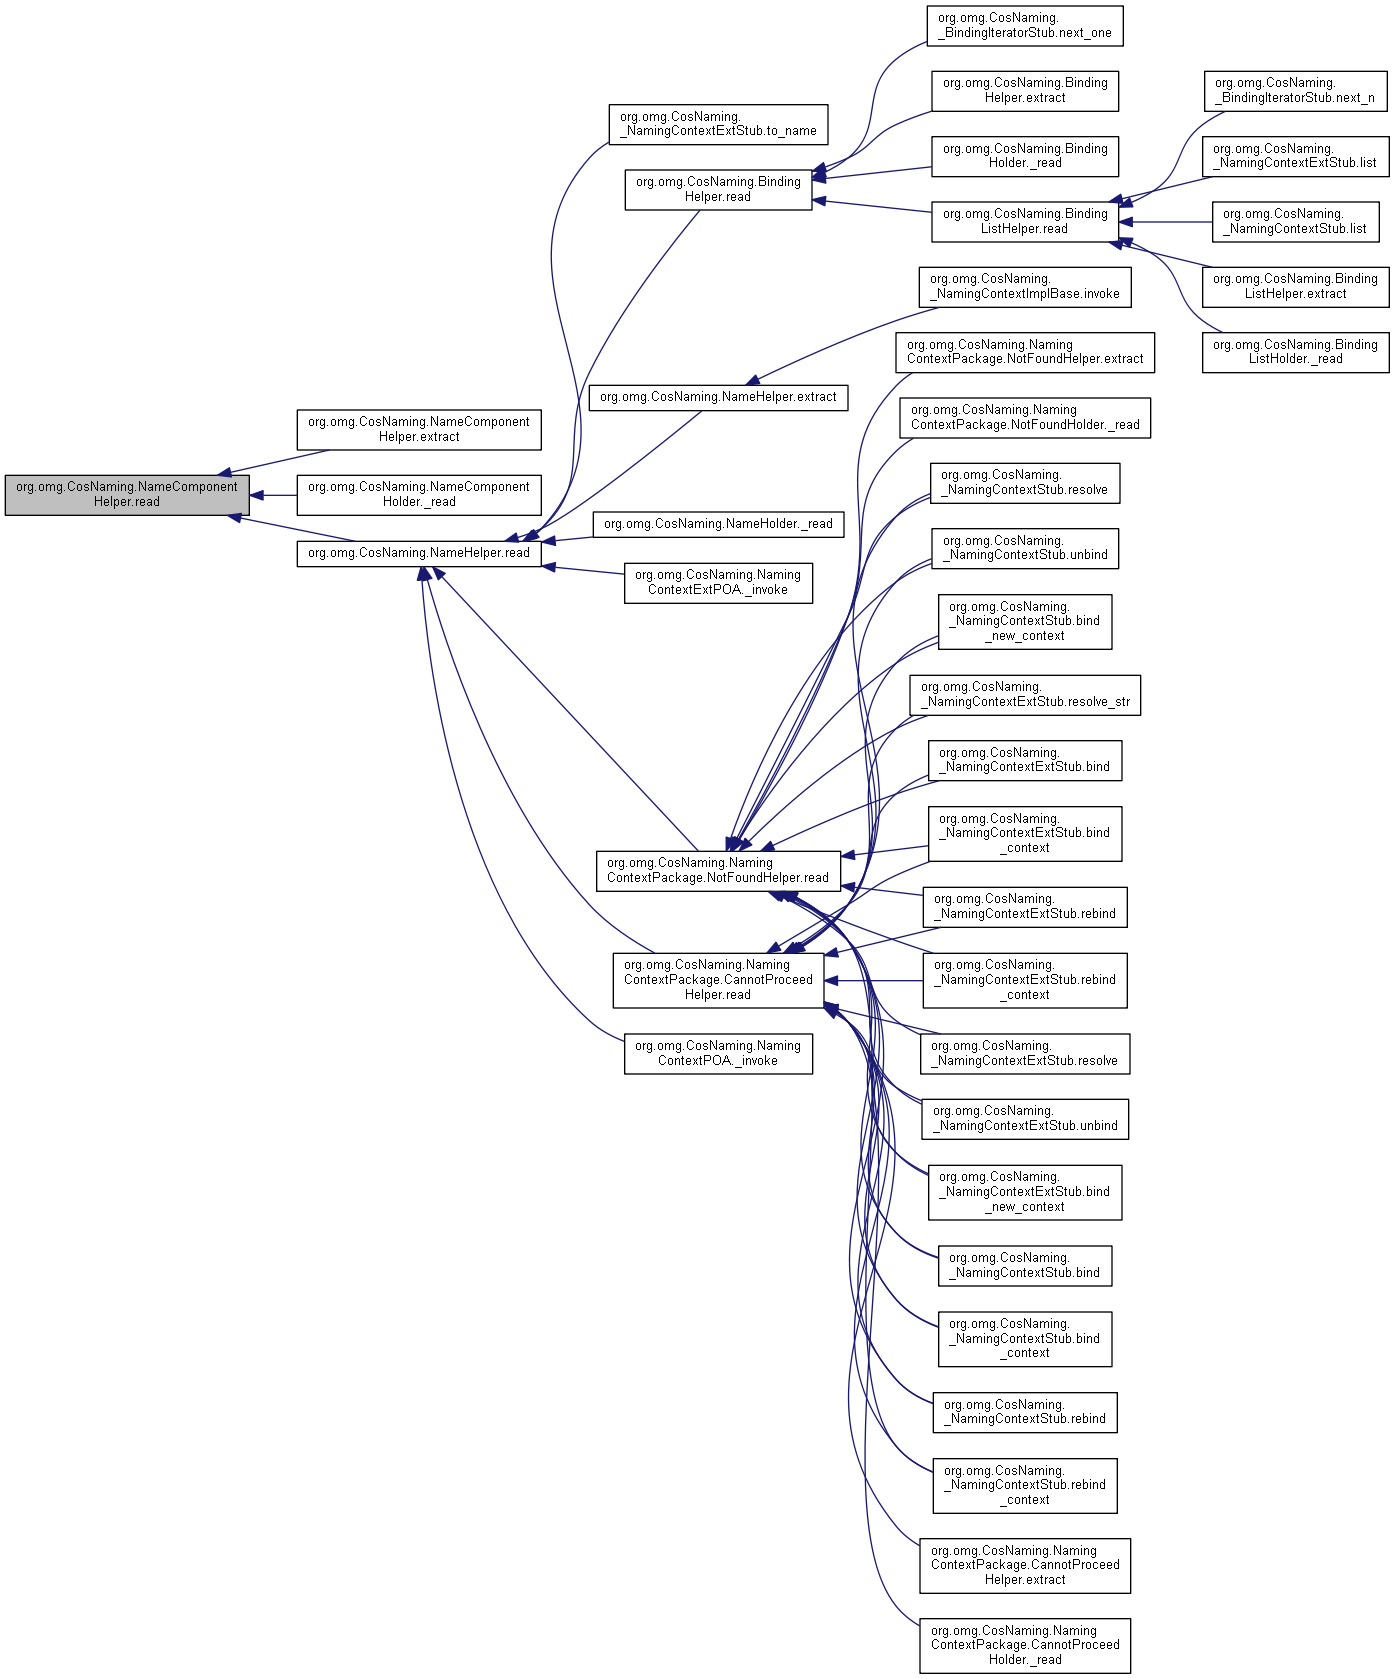 org.omg.CosNaming.
_BindingIteratorStub.next_one
org.omg.CosNaming.Binding
Helper.extract
org.omg.CosNaming.
_BindingIteratorStub.next_n
org.omg.CosNaming.
_NamingContextExtStub.to_name
org.omg.CosNaming.Binding
Holder._read
org.omg.CosNaming.
_NamingContextExtStub.list
org.omg.CosNaming.Binding
Helper.read
org.omg.CosNaming.Binding
ListHelper.read
org.omg.CosNaming.
_NamingContextStub.list
org.omg.CosNaming.
_NamingContextImplBase.invoke
org.omg.CosNaming.Binding
ListHelper.extract
org.omg.CosNaming.Naming
ContextPackage.NotFoundHelper.extract
org.omg.CosNaming.Binding
ListHolder._read
org.omg.CosNaming.NameHelper.extract
org.omg.CosNaming.Naming
ContextPackage.NotFoundHolder._read
org.omg.CosNaming.NameComponent
Helper.extract
org.omg.CosNaming.NameComponent
Helper.read
org.omg.CosNaming.NameComponent
Holder._read
org.omg.CosNaming.
_NamingContextStub.resolve
org.omg.CosNaming.NameHolder._read
org.omg.CosNaming.NameHelper.read
org.omg.CosNaming.
_NamingContextStub.unbind
org.omg.CosNaming.Naming
ContextExtPOA._invoke
org.omg.CosNaming.
_NamingContextStub.bind
_new_context
org.omg.CosNaming.
_NamingContextExtStub.resolve_str
org.omg.CosNaming.
_NamingContextExtStub.bind
org.omg.CosNaming.
_NamingContextExtStub.bind
_context
org.omg.CosNaming.Naming
ContextPackage.NotFoundHelper.read
org.omg.CosNaming.
_NamingContextExtStub.rebind
org.omg.CosNaming.Naming
ContextPackage.CannotProceed
Helper.read
org.omg.CosNaming.
_NamingContextExtStub.rebind
_context
org.omg.CosNaming.Naming
ContextPOA._invoke
org.omg.CosNaming.
_NamingContextExtStub.resolve
org.omg.CosNaming.
_NamingContextExtStub.unbind
org.omg.CosNaming.
_NamingContextExtStub.bind
_new_context
org.omg.CosNaming.
_NamingContextStub.bind
org.omg.CosNaming.
_NamingContextStub.bind
_context
org.omg.CosNaming.
_NamingContextStub.rebind
org.omg.CosNaming.
_NamingContextStub.rebind
_context
org.omg.CosNaming.Naming
ContextPackage.CannotProceed
Helper.extract
org.omg.CosNaming.Naming
ContextPackage.CannotProceed
Holder._read